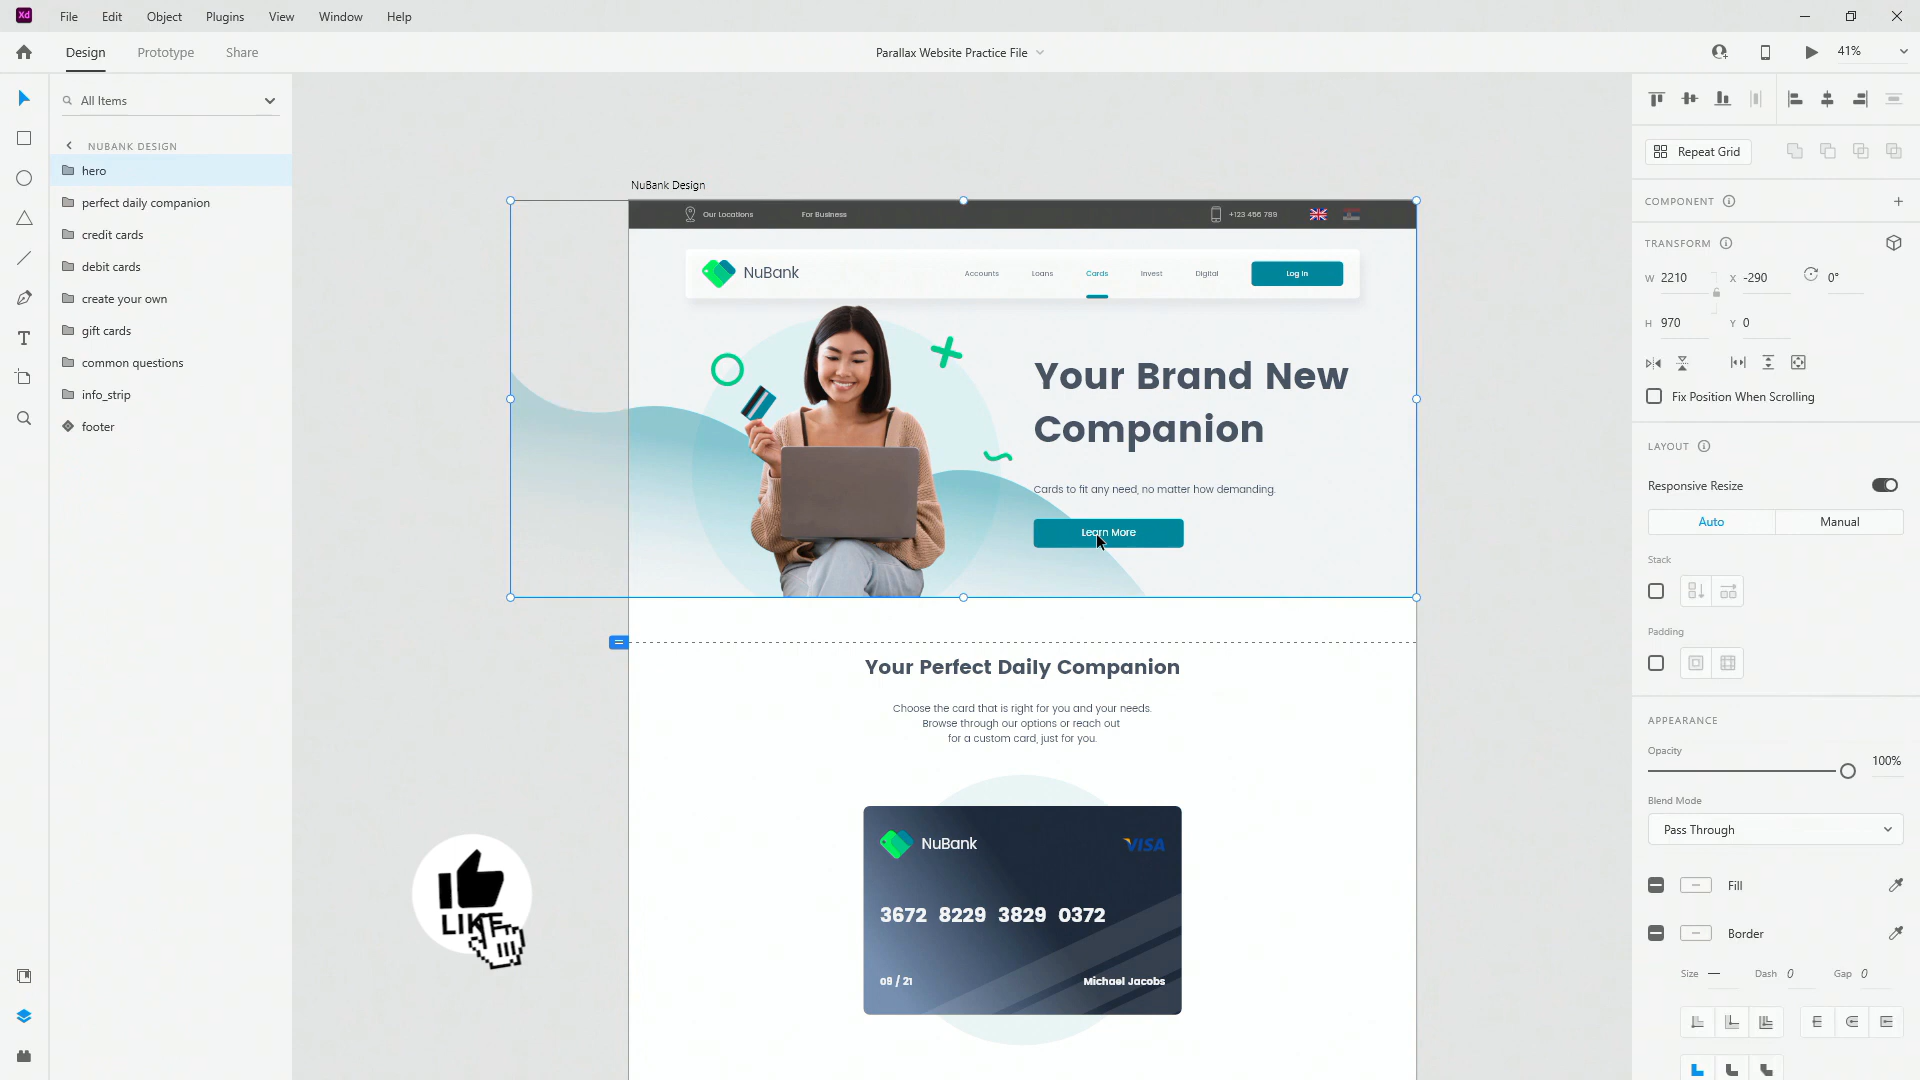 Xd File Edit Object Plugins View Window Help
Design Prototype Share
Parallax Website Practice File
41%
All Items
NUBANK DESIGN
hero
perfect daily companion
credit cards
debit cards
create your own
gift cards
common questions
info_strip
footer
NuBank Design
Our Locations For Business +123 456 789
NuBank Accounts Loans Cards Invest Digital Log In
Your Brand New
Companion
Cards to fit any need, no matter how demanding.
Learn More
Your Perfect Daily Companion
Choose the card that is right for you and your needs.
Browse through our options or reach out
for a custom card, just for you.
NuBank VISA
3672 8229 3829 0372
09 / 21 Michael Jacobs
LIKE
Repeat Grid
COMPONENT
TRANSFORM
W 2210 X -290 0°
H 970 Y 0
Fix Position When Scrolling
LAYOUT
Responsive Resize
Auto Manual
Stack
Padding
APPEARANCE
Opacity
100%
Blend Mode
Pass Through
Fill
Border
Size — Dash 0 Gap 0